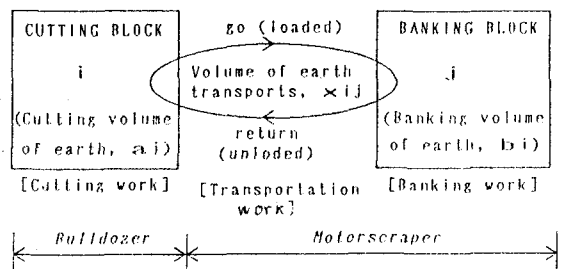 CUTTING BLOCK
i
(Cutting volume
of earth, ai)
[Cutting work]
go (loaded)
Volume of earth
transports, xij
return
(unloded)
[Transportation
work]
BANKING BLOCK
j
(Banking volume
of earth, bi)
[Banking work]
Bulldozer
Motorscraper